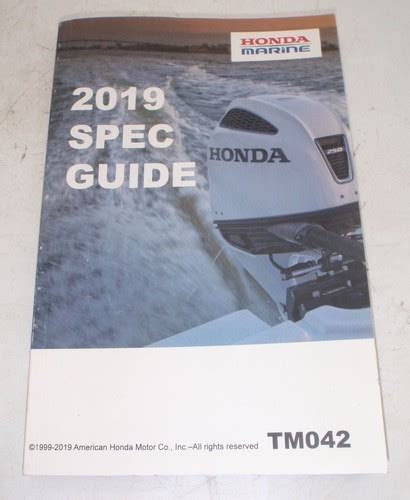 HONDA
MARINE
2019
SPEC
GUIDE
250
HONDA
©1999-2019 American Honda Motor Co., Inc.–All rights reserved
TM042